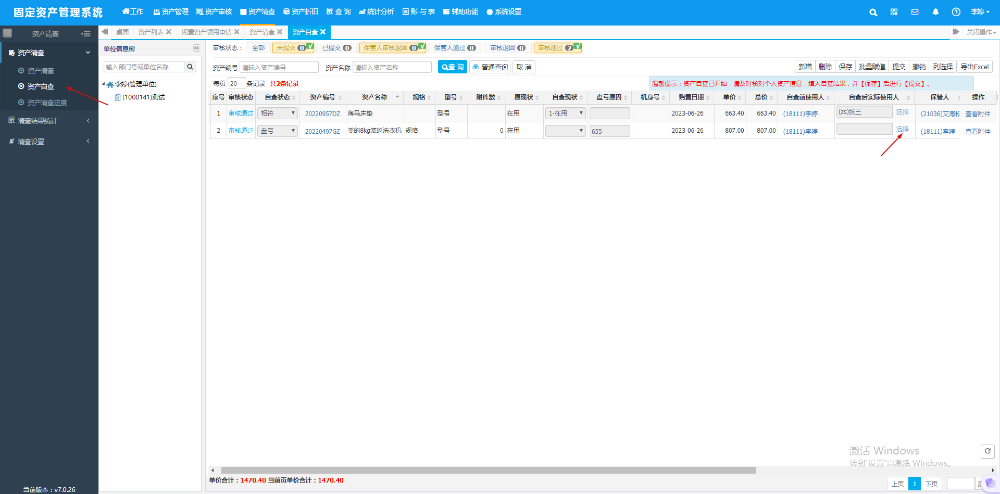 固定资产管理系统 工作 资产管理 资产审核 资产清查 资产折旧 查 询 统计分析 账 与 表 辅助功能 系统设置 李婷
资产清查
资产清查
资产清查
资产自查
资产清查进度
清查结果统计
清查设置
当前版本：v7.0.26
桌面 资产列表 闲置资产领用申请 资产清查 资产自查 关闭操作
单位信息树
输入部门号或单位名称
李婷(管理单位)
(1000141)测试
审核状态： 全部 未提交 0 已提交 0 保管人审核退回 0 保管人通过 0 审核退回 0 审核通过 2
资产编号 请输入资产编号 资产名称 请输入资产名称 查 询 普通查询 取 消 新增 删除 保存 批量赋值 提交 撤销 列选择 导出Excel
每页 20 条记录 共2条记录 温馨提示：资产自查已开始，请及时核对个人资产信息，填入自查结果，并【保存】后进行【提交】。
序号 审核状态 自查状态 资产编号 资产名称 规格 型号 附件数 原现状 自查现状 盘亏原因 机身号 购置日期 单价 总价 自查前使用人 自查后实际使用人 保管人 操作
1 审核通过 相符 20220957DZ 海马床垫 型号 在用 1-在用 2023-06-26 663.40 663.40 (18111)李婷 (zs)张三 选择 (21036)艾海松 查看附件
2 审核通过 盘亏 20220497GZ 美的8kg波轮洗衣机 规格 型号 0 在用 655 2023-06-26 807.00 807.00 (18111)李婷 选择 (18111)李婷 查看附件
激活 Windows
转到"设置"以激活 Windows。
单价合计：1470.40 当前页单价合计：1470.40
上页 1 下页